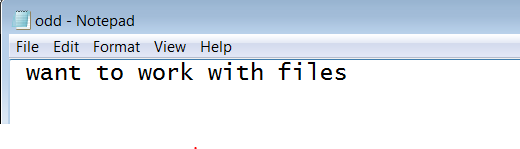 odd - Notepad
File Edit Format View Help
want to work with files